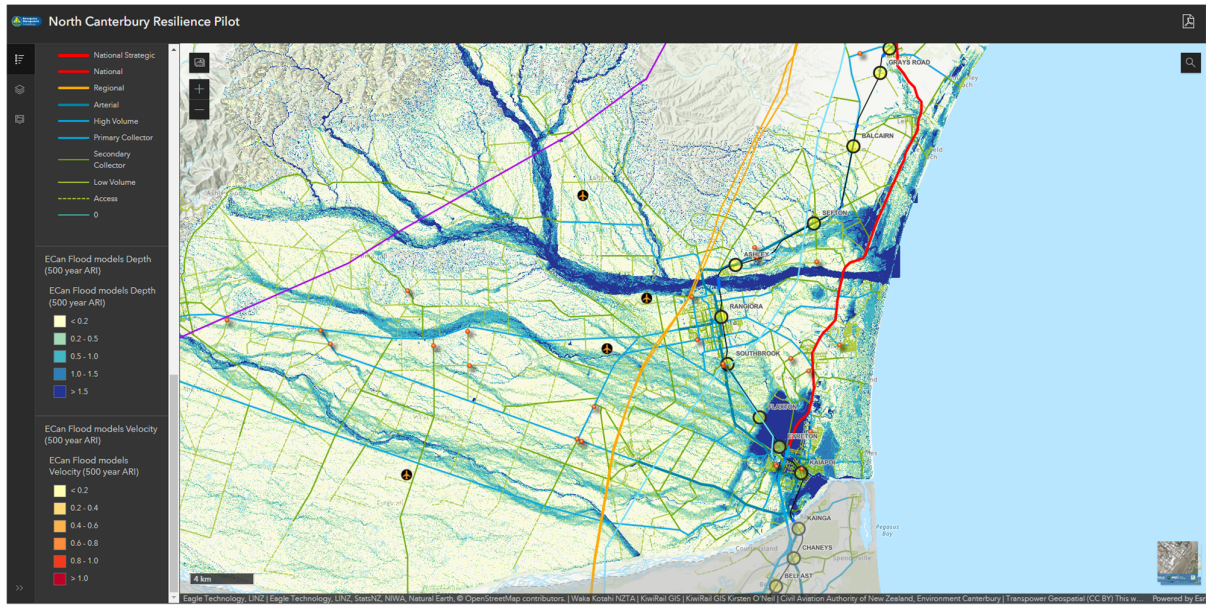 North Canterbury Resilience Pilot
National Strategic
National
Regional
Arterial
High Volume
Primary Collector
Secondary
Collector
Low Volume
Access
0
ECan Flood models Depth
(500 year ARI)
ECan Flood models Depth
(500 year ARI)
< 0.2
0.2 - 0.5
0.5 - 1.0
1.0 - 1.5
> 1.5
ECan Flood models Velocity
(500 year ARI)
ECan Flood models
Velocity (500 year ARI)
< 0.2
0.2 - 0.4
0.4 - 0.6
0.6 - 0.8
0.8 - 1.0
> 1.0
GRAYS ROAD
BALCAIRN
SEFTON
ASHLEY
RANGIORA
SOUTHBROOK
FLAXTON
EYRETON
KAIAPOI
KAINGA
Pegasus
Bay
CHANEYS
BELFAST
4 km
Eagle Technology, LINZ | Eagle Technology, LINZ, StatsNZ, NIWA, Natural Earth, © OpenStreetMap contributors. | Waka Kotahi NZTA | KiwiRail GIS | KiwiRail GIS Kirsten O'Neil | Civil Aviation Authority of New Zealand, Environment Canterbury | Transpower Geospatial (CC BY) This w...
Powered by Esri